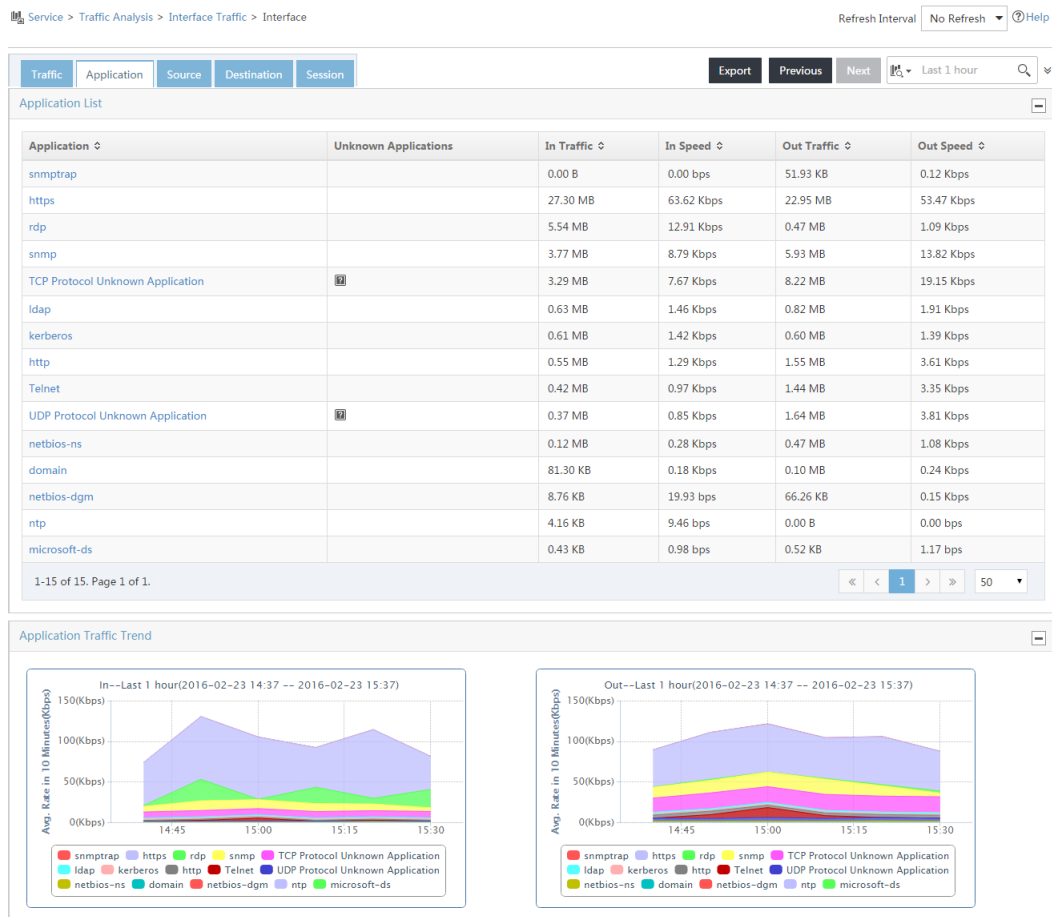 Service > Traffic Analysis > Interface Traffic > Interface
Refresh Interval No Refresh Help
Traffic Application Source Destination Session
Export Previous Next Last 1 hour
Application List
Application Unknown Applications In Traffic In Speed Out Traffic Out Speed
snmptrap 0.00 B 0.00 bps 51.93 KB 0.12 Kbps
https 27.30 MB 63.62 Kbps 22.95 MB 53.47 Kbps
rdp 5.54 MB 12.91 Kbps 0.47 MB 1.09 Kbps
snmp 3.77 MB 8.79 Kbps 5.93 MB 13.82 Kbps
TCP Protocol Unknown Application ? 3.29 MB 7.67 Kbps 8.22 MB 19.15 Kbps
ldap 0.63 MB 1.46 Kbps 0.82 MB 1.91 Kbps
kerberos 0.61 MB 1.42 Kbps 0.60 MB 1.39 Kbps
http 0.55 MB 1.29 Kbps 1.55 MB 3.61 Kbps
Telnet 0.42 MB 0.97 Kbps 1.44 MB 3.35 Kbps
UDP Protocol Unknown Application ? 0.37 MB 0.85 Kbps 1.64 MB 3.81 Kbps
netbios-ns 0.12 MB 0.28 Kbps 0.47 MB 1.08 Kbps
domain 81.30 KB 0.18 Kbps 0.10 MB 0.24 Kbps
netbios-dgm 8.76 KB 19.93 bps 66.26 KB 0.15 Kbps
ntp 4.16 KB 9.46 bps 0.00 B 0.00 bps
microsoft-ds 0.43 KB 0.98 bps 0.52 KB 1.17 bps
1-15 of 15. Page 1 of 1. « < 1 > » 50
Application Traffic Trend
In--Last 1 hour(2016-02-23 14:37 -- 2016-02-23 15:37)
Avg. Rate in 10 Minutes(Kbps)
150(Kbps)
100(Kbps)
50(Kbps)
0(Kbps)
14:45 15:00 15:15 15:30
snmptrap https rdp snmp TCP Protocol Unknown Application
ldap kerberos http Telnet UDP Protocol Unknown Application
netbios-ns domain netbios-dgm ntp microsoft-ds
Out--Last 1 hour(2016-02-23 14:37 -- 2016-02-23 15:37)
Avg. Rate in 10 Minutes(Kbps)
150(Kbps)
100(Kbps)
50(Kbps)
0(Kbps)
14:45 15:00 15:15 15:30
snmptrap https rdp snmp TCP Protocol Unknown Application
ldap kerberos http Telnet UDP Protocol Unknown Application
netbios-ns domain netbios-dgm ntp microsoft-ds